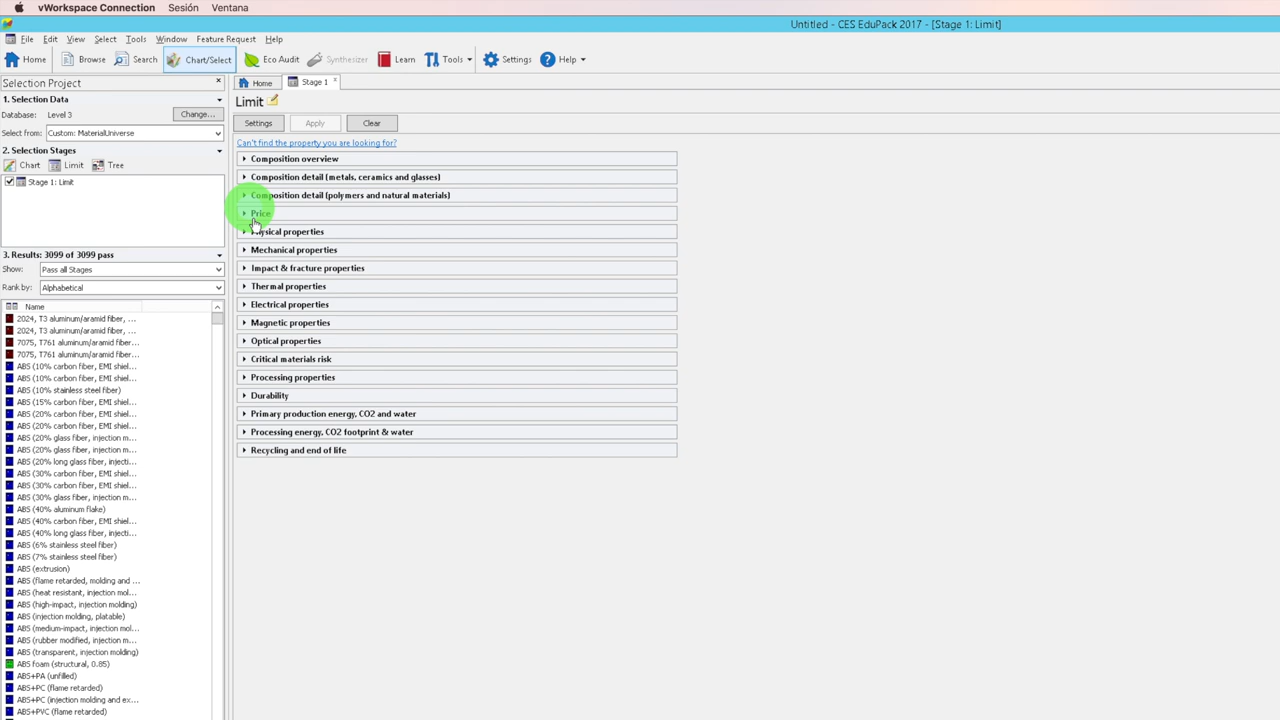 vWorkspace Connection Sesión Ventana
Untitled - CES EduPack 2017 - [Stage 1: Limit]
File Edit View Select Tools Window Feature Request Help
Home Browse Search Chart/Select Eco Audit Synthesizer Learn Tools Settings Help
Selection Project
Home Stage 1
1. Selection Data
Limit
Database: Level 3 Change...
Settings Apply Clear
Select from: Custom: MaterialUniverse
Can't find the property you are looking for?
2. Selection Stages
Chart Limit Tree
Stage 1: Limit
Composition overview
Composition detail (metals, ceramics and glasses)
Composition detail (polymers and natural materials)
Price
Physical properties
Mechanical properties
Impact & fracture properties
Thermal properties
Electrical properties
Magnetic properties
Optical properties
Critical materials risk
Processing properties
Durability
Primary production energy, CO2 and water
Processing energy, CO2 footprint & water
Recycling and end of life
3. Results: 3099 of 3099 pass
Show: Pass all Stages
Rank by: Alphabetical
Name
2024, T3 aluminum/aramid fiber, ...
2024, T3 aluminum/aramid fiber, ...
7075, T761 aluminum/aramid fiber...
7075, T761 aluminum/aramid fiber...
ABS (10% carbon fiber, EMI shiel...
ABS (10% carbon fiber, EMI shiel...
ABS (10% stainless steel fiber)
ABS (15% carbon fiber, EMI shiel...
ABS (20% carbon fiber, EMI shiel...
ABS (20% carbon fiber, EMI shiel...
ABS (20% glass fiber, injection m...
ABS (20% glass fiber, injection m...
ABS (20% long glass fiber, injecti...
ABS (30% carbon fiber, EMI shiel...
ABS (30% carbon fiber, EMI shiel...
ABS (30% glass fiber, injection m...
ABS (40% aluminum flake)
ABS (40% carbon fiber, EMI shiel...
ABS (40% long glass fiber, injecti...
ABS (6% stainless steel fiber)
ABS (7% stainless steel fiber)
ABS (extrusion)
ABS (flame retarded, molding and ...
ABS (heat resistant, injection mol...
ABS (high-impact, injection molding)
ABS (injection molding, platable)
ABS (medium-impact, injection mol...
ABS (rubber modified, injection m...
ABS (transparent, injection molding)
ABS foam (structural, 0.85)
ABS+PA (unfilled)
ABS+PC (flame retarded)
ABS+PC (injection molding and ex...
ABS+PVC (flame retarded)